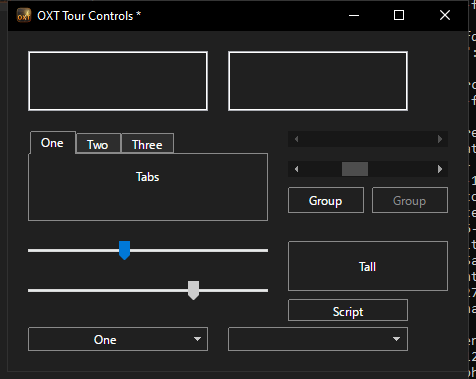 OXT Tour Controls *
One
Two
Three
Tabs
Group
Group
Tall
Script
One